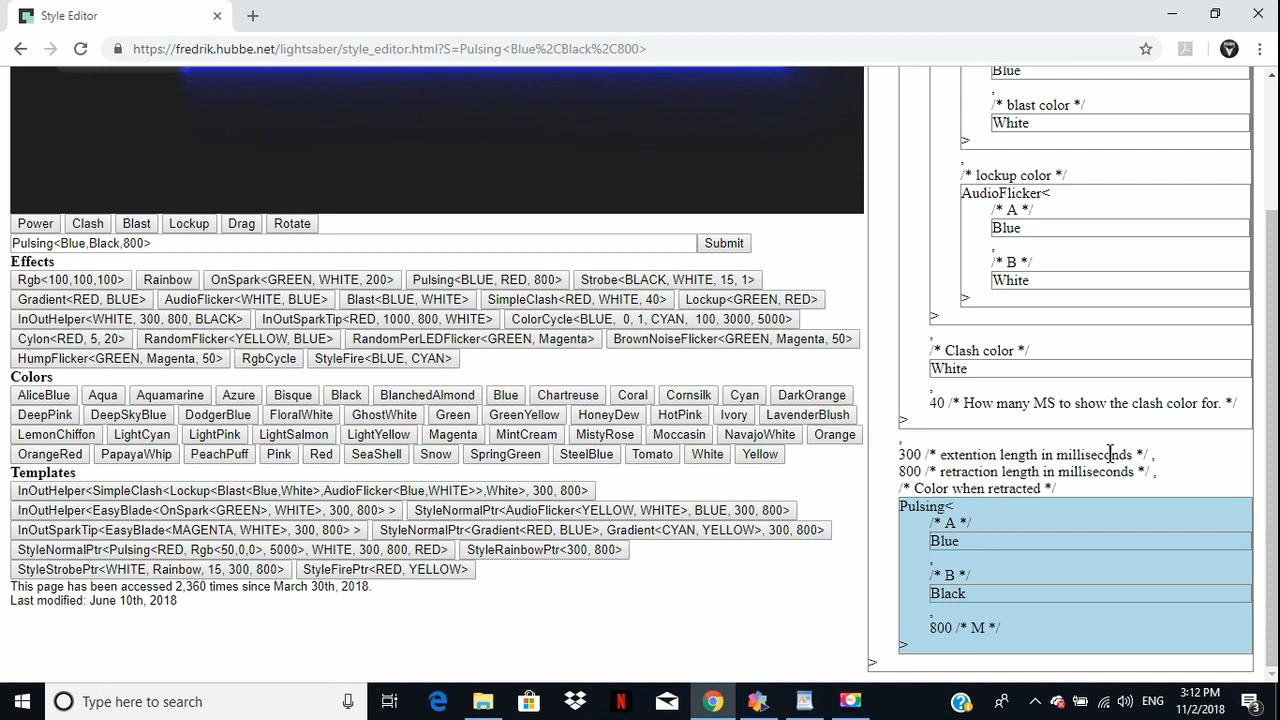 Style Editor
https://fredrik.hubbe.net/lightsaber/style_editor.html?S=Pulsing<Blue%2CBlack%2C800>
Power Clash Blast Lockup Drag Rotate
Pulsing<Blue,Black,800> Submit
Effects
Rgb<100,100,100> Rainbow OnSpark<GREEN, WHITE, 200> Pulsing<BLUE, RED, 800> Strobe<BLACK, WHITE, 15, 1>
Gradient<RED, BLUE> AudioFlicker<WHITE, BLUE> Blast<BLUE, WHITE> SimpleClash<RED, WHITE, 40> Lockup<GREEN, RED>
InOutHelper<WHITE, 300, 800, BLACK> InOutSparkTip<RED, 1000, 800, WHITE> ColorCycle<BLUE, 0, 1, CYAN, 100, 3000, 5000>
Cylon<RED, 5, 20> RandomFlicker<YELLOW, BLUE> RandomPerLEDFlicker<GREEN, Magenta> BrownNoiseFlicker<GREEN, Magenta, 50>
HumpFlicker<GREEN, Magenta, 50> RgbCycle StyleFire<BLUE, CYAN>
Colors
AliceBlue Aqua Aquamarine Azure Bisque Black BlanchedAlmond Blue Chartreuse Coral Cornsilk Cyan DarkOrange
DeepPink DeepSkyBlue DodgerBlue FloralWhite GhostWhite Green GreenYellow HoneyDew HotPink Ivory LavenderBlush
LemonChiffon LightCyan LightPink LightSalmon LightYellow Magenta MintCream MistyRose Moccasin NavajoWhite Orange
OrangeRed PapayaWhip PeachPuff Pink Red SeaShell Snow SpringGreen SteelBlue Tomato White Yellow
Templates
InOutHelper<SimpleClash<Lockup<Blast<Blue,White>,AudioFlicker<Blue,White>>,White>, 300, 800>
InOutHelper<EasyBlade<OnSpark<GREEN>, WHITE>, 300, 800> > StyleNormalPtr<AudioFlicker<YELLOW, WHITE>, BLUE, 300, 800>
InOutSparkTip<EasyBlade<MAGENTA, WHITE>, 300, 800> > StyleNormalPtr<Gradient<RED, BLUE>, Gradient<CYAN, YELLOW>, 300, 800>
StyleNormalPtr<Pulsing<RED, Rgb<50,0,0>, 5000>, WHITE, 300, 800, RED> StyleRainbowPtr<300, 800>
StyleStrobePtr<WHITE, Rainbow, 15, 300, 800> StyleFirePtr<RED, YELLOW>
This page has been accessed 2,360 times since March 30th, 2018.
Last modified: June 10th, 2018
Blue
,
/* blast color */
White
>
,
/* lockup color */
AudioFlicker<
/* A */
Blue
,
/* B */
White
>
>
,
/* Clash color */
White
,
40 /* How many MS to show the clash color for. */
>
,
300 /* extention length in milliseconds */ ,
800 /* retraction length in milliseconds */ ,
/* Color when retracted */
Pulsing<
/* A */
Blue
,
/* B */
Black
,
800 /* M */
>
>
Type here to search
ENG
3:12 PM
11/2/2018
3